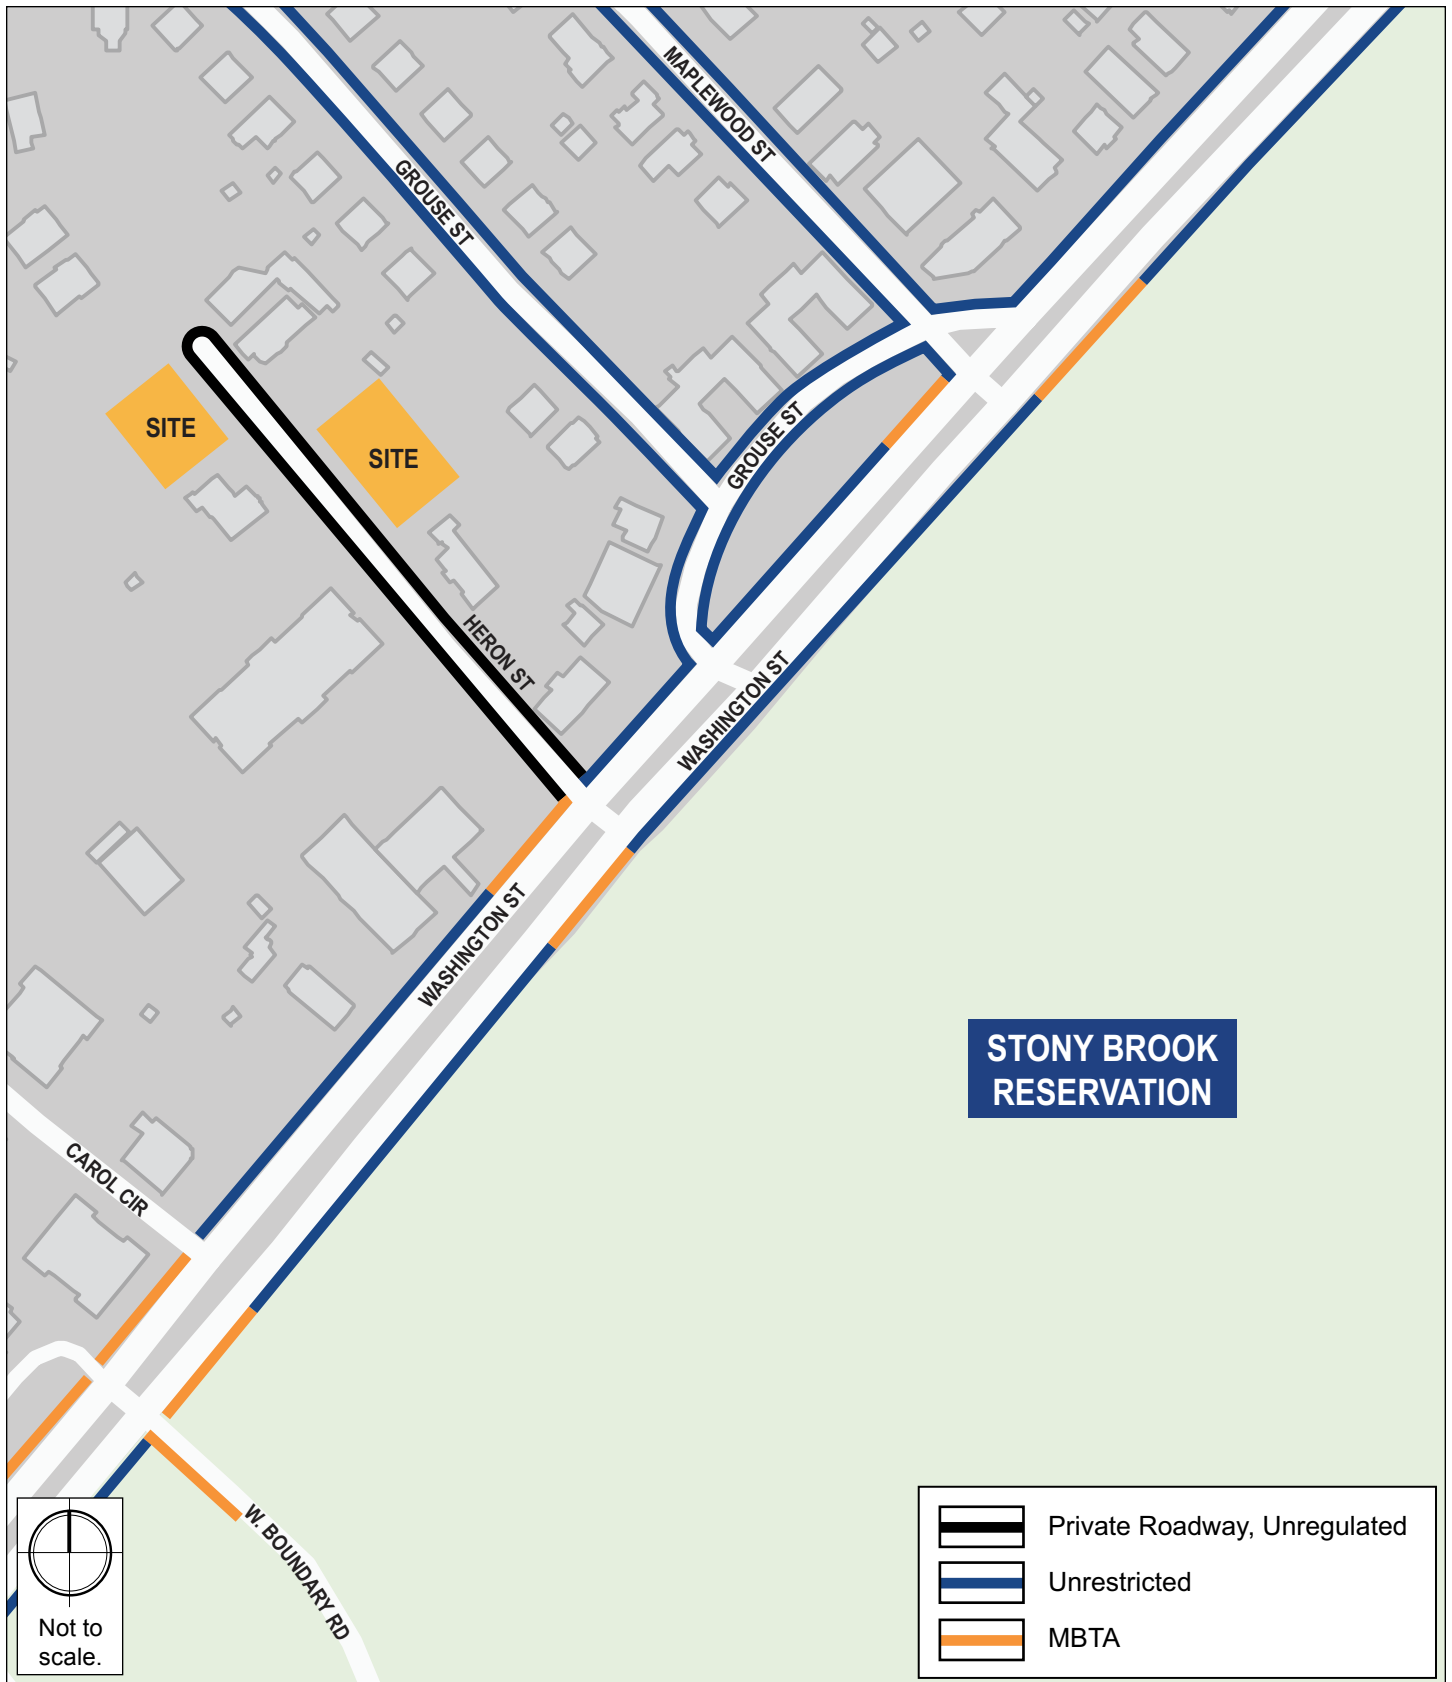 MAPLEWOOD ST
GROUSE ST
SITE
SITE
GROUSE ST
HERON ST
WASHINGTON ST
WASHINGTON ST
STONY BROOK
RESERVATION
CAROL CIR
W. BOUNDARY RD
Not to
scale.
Private Roadway, Unregulated
Unrestricted
MBTA